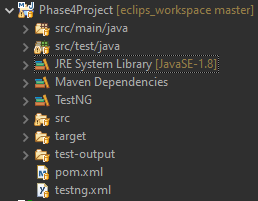 Phase4Project [eclips_workspace master]
src/main/java
src/test/java
JRE System Library [JavaSE-1.8]
Maven Dependencies
TestNG
src
target
test-output
pom.xml
testng.xml